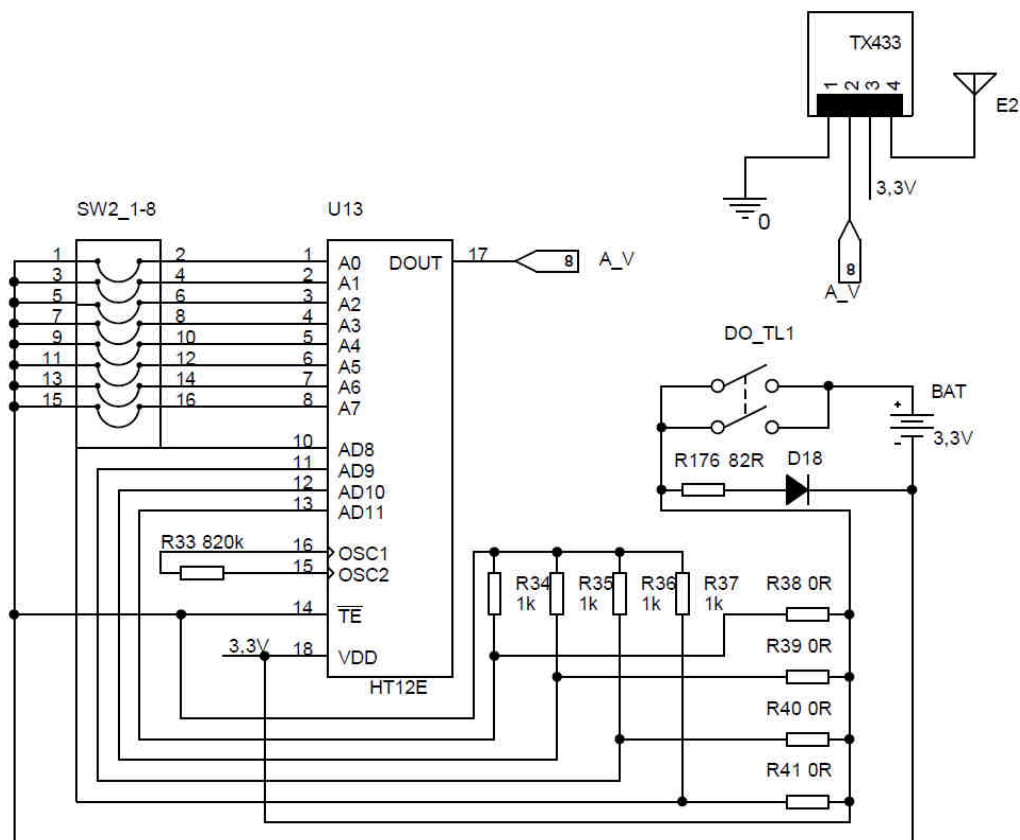 TX433
1 2 3 4
E2
3,3V
0
8
A_V
SW2_1-8
U13
1 2 1 A0 DOUT 17 8 A_V
3 4 2 A1
5 6 3 A2
7 8 4 A3
9 10 5 A4
11 12 6 A5
13 14 7 A6
15 16 8 A7
10 AD8
11 AD9
12 AD10
13 AD11
R33 820k
16 OSC1
15 OSC2
14 TE
3,3V 18 VDD
HT12E
DO_TL1
+ BAT
- 3,3V
R176 82R D18
R34 R35 R36 R37
1k 1k 1k 1k
R38 0R
R39 0R
R40 0R
R41 0R